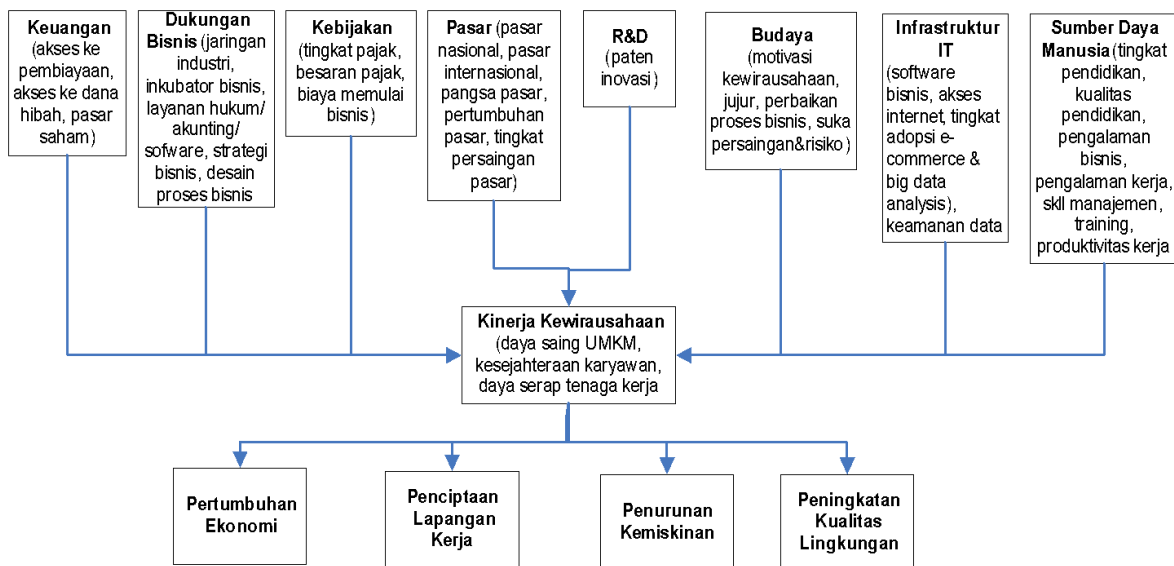 Keuangan
(akses ke
pembiayaan,
akses ke dana
hibah, pasar
saham)
Dukungan
Bisnis (jaringan
industri,
inkubator bisnis,
layanan hukum/
akunting/
sofware, strategi
bisnis, desain
proses bisnis
Kebijakan
(tingkat pajak,
besaran pajak,
biaya memulai
bisnis)
Pasar (pasar
nasional, pasar
internasional,
pangsa pasar,
pertumbuhan
pasar, tingkat
persaingan
pasar)
R&D
(paten
inovasi)
Budaya
(motivasi
kewirausahaan,
jujur, perbaikan
proses bisnis, suka
persaingan&risiko)
Infrastruktur
IT
(software
bisnis, akses
internet, tingkat
adopsi e-
commerce &
big data
analysis),
keamanan data
Sumber Daya
Manusia (tingkat
pendidikan,
kualitas
pendidikan,
pengalaman
bisnis,
pengalaman kerja,
skll manajemen,
training,
produktivitas kerja
Kinerja Kewirausahaan
(daya saing UMKM,
kesejahteraan karyawan,
daya serap tenaga kerja
Pertumbuhan
Ekonomi
Penciptaan
Lapangan
Kerja
Penurunan
Kemiskinan
Peningkatan
Kualitas
Lingkungan